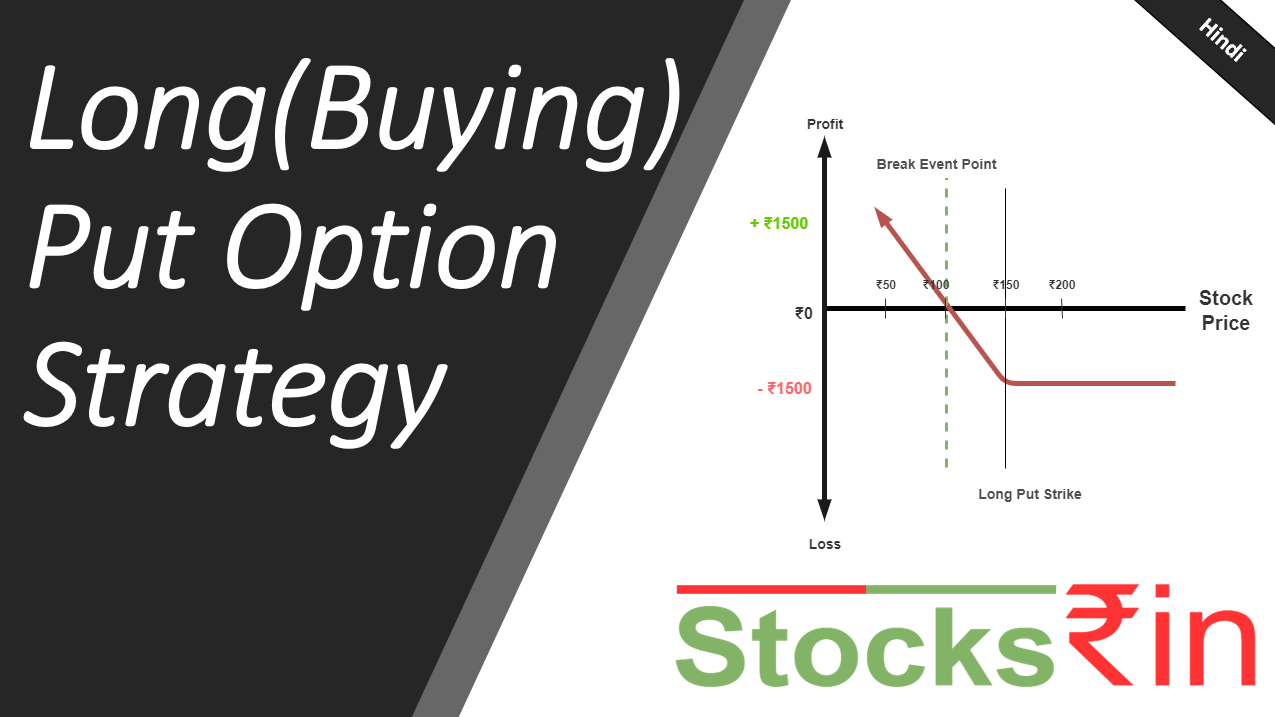 Long(Buying)
Put Option
Strategy
Hindi
Profit
Break Event Point
+ ₹1500
₹50
₹100
₹150
₹200
Stock
Price
₹0
- ₹1500
Long Put Strike
Loss
Stocks₹in